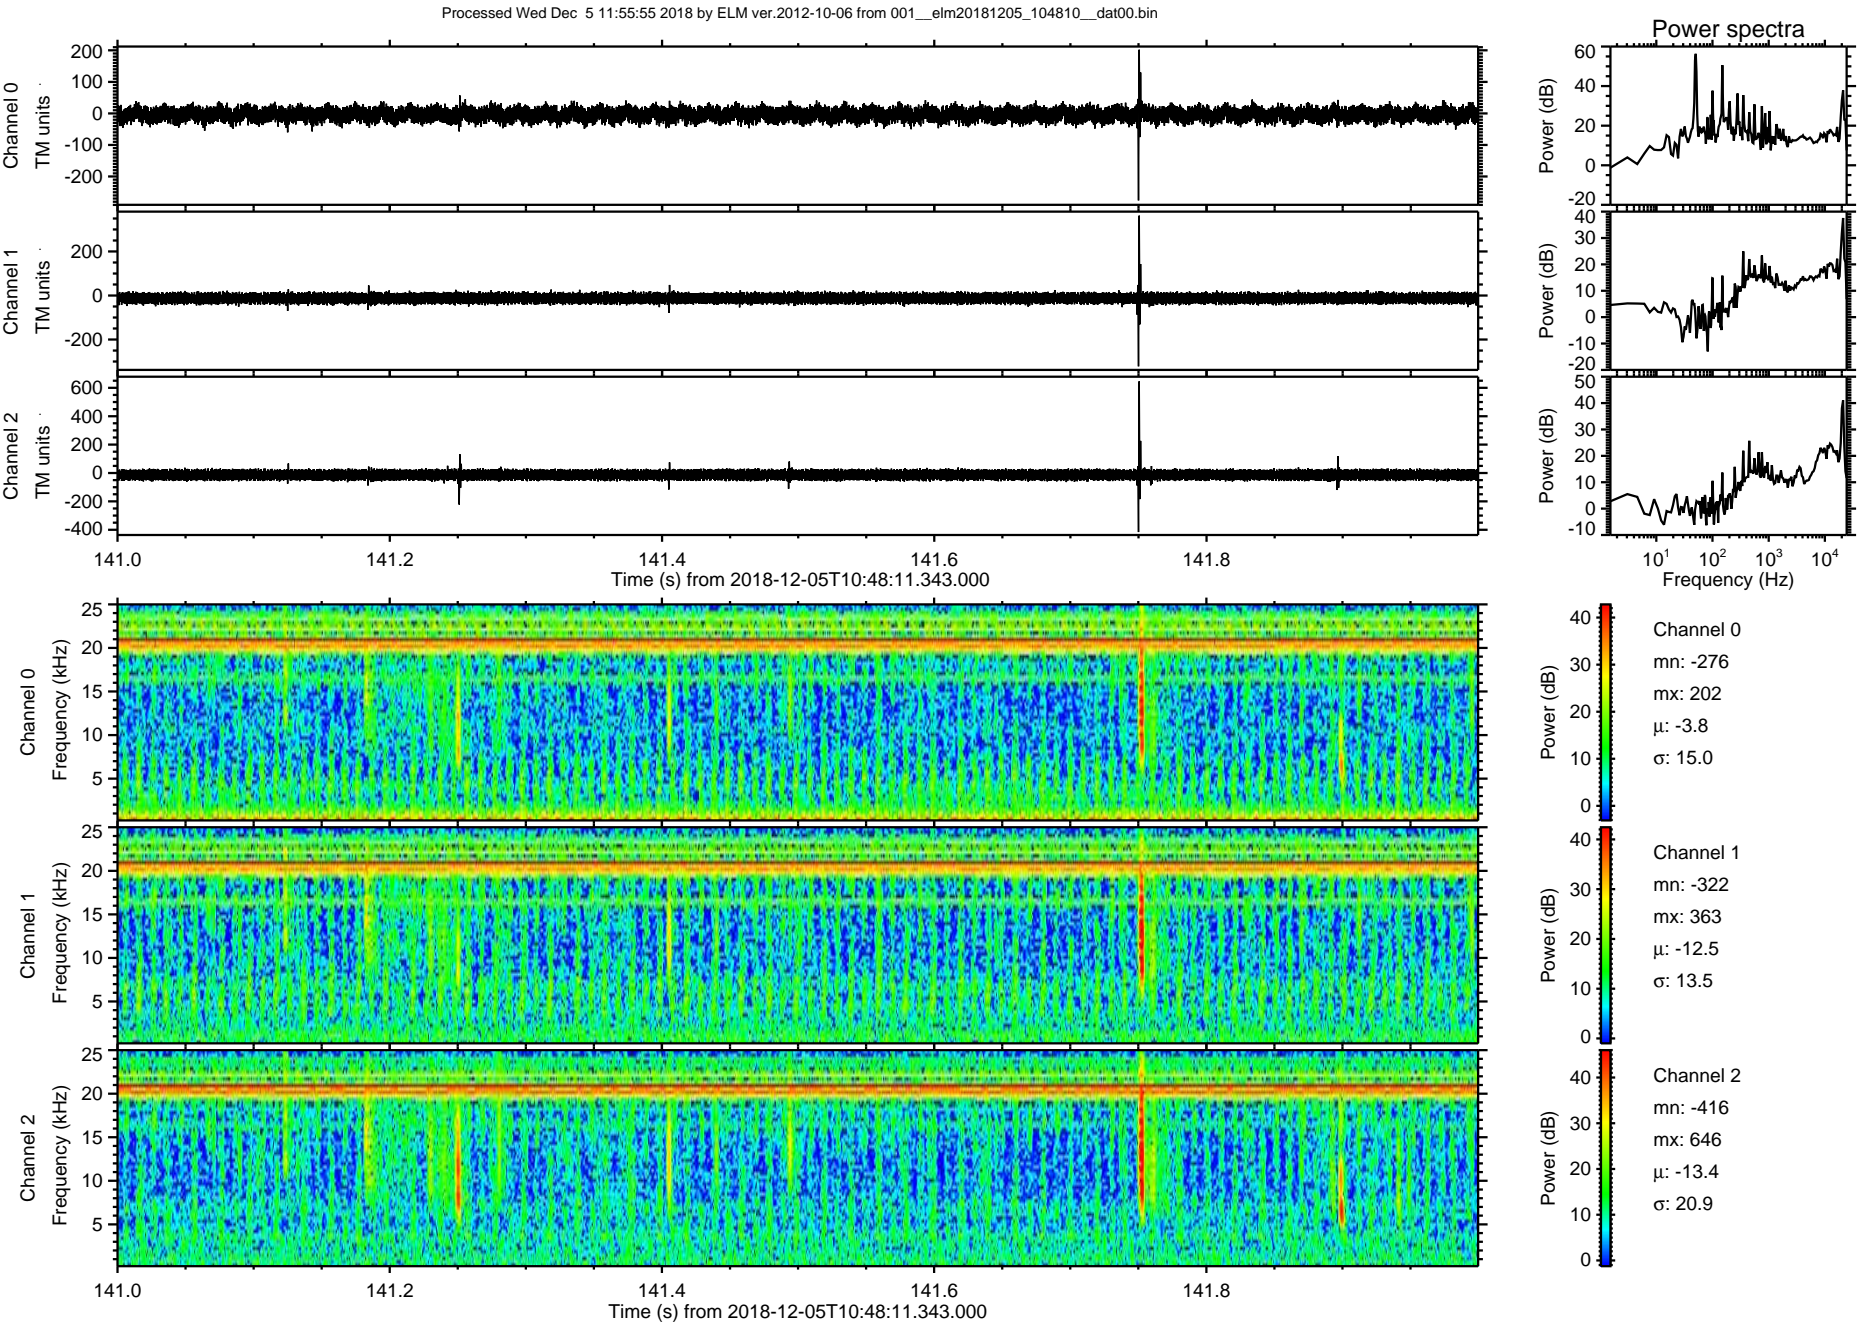 Processed Wed Dec  5 11:55:55 2018 by ELM ver.2012-10-06 from 001__elm20181205_104810__dat00.bin
Power spectra
Channel 0
TM units
200
100
0
-100
-200
Power (dB)
60
40
20
0
-20
Channel 1
TM units
200
0
-200
Power (dB)
40
30
20
10
0
-10
-20
Channel 2
TM units
600
400
200
0
-200
-400
Power (dB)
50
40
30
20
10
0
-10
141.0 141.2 141.4 141.6 141.8
Time (s) from 2018-12-05T10:48:11.343.000
10¹ 10² 10³ 10⁴
Frequency (Hz)
Channel 0
Frequency (kHz)
25
20
15
10
5
Power (dB)
40
30
20
10
0
Channel 0
mn: -276
mx: 202
μ: -3.8
σ: 15.0
Channel 1
Frequency (kHz)
25
20
15
10
5
Power (dB)
40
30
20
10
0
Channel 1
mn: -322
mx: 363
μ: -12.5
σ: 13.5
Channel 2
Frequency (kHz)
25
20
15
10
5
Power (dB)
40
30
20
10
0
Channel 2
mn: -416
mx: 646
μ: -13.4
σ: 20.9
141.0 141.2 141.4 141.6 141.8
Time (s) from 2018-12-05T10:48:11.343.000